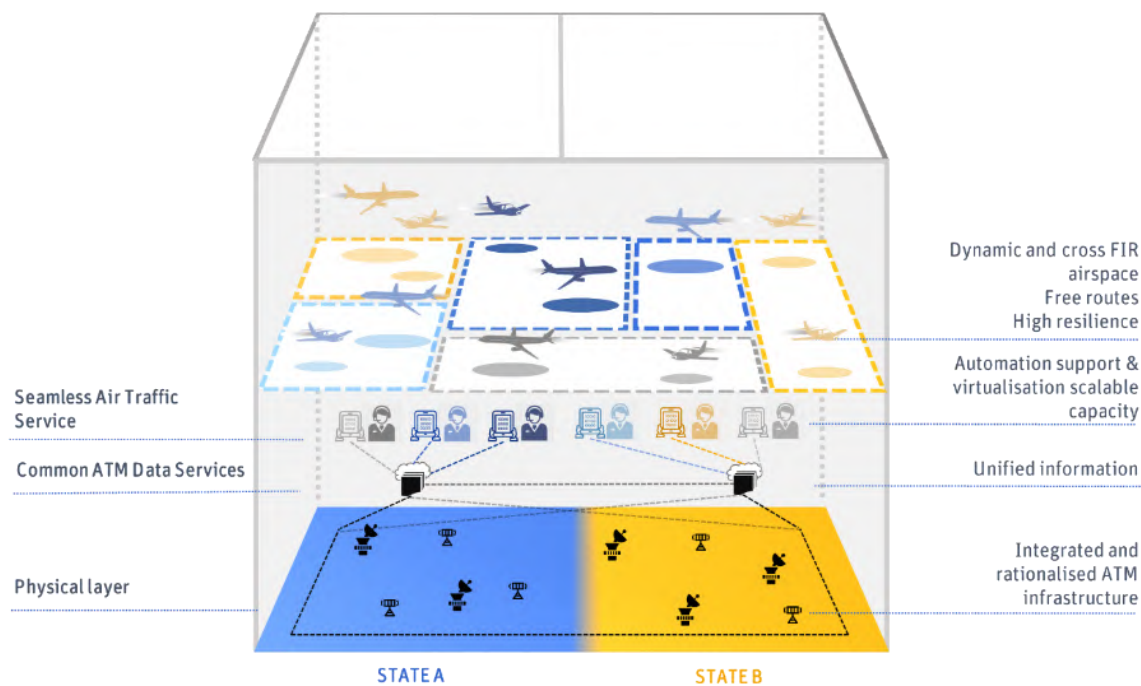 Dynamic and cross FIR
airspace
Free routes
High resilience
Automation support &
virtualisation scalable
capacity
Seamless Air Traffic
Service
Common ATM Data Services
Unified information
Physical layer
Integrated and
rationalised ATM
infrastructure
STATE A
STATE B